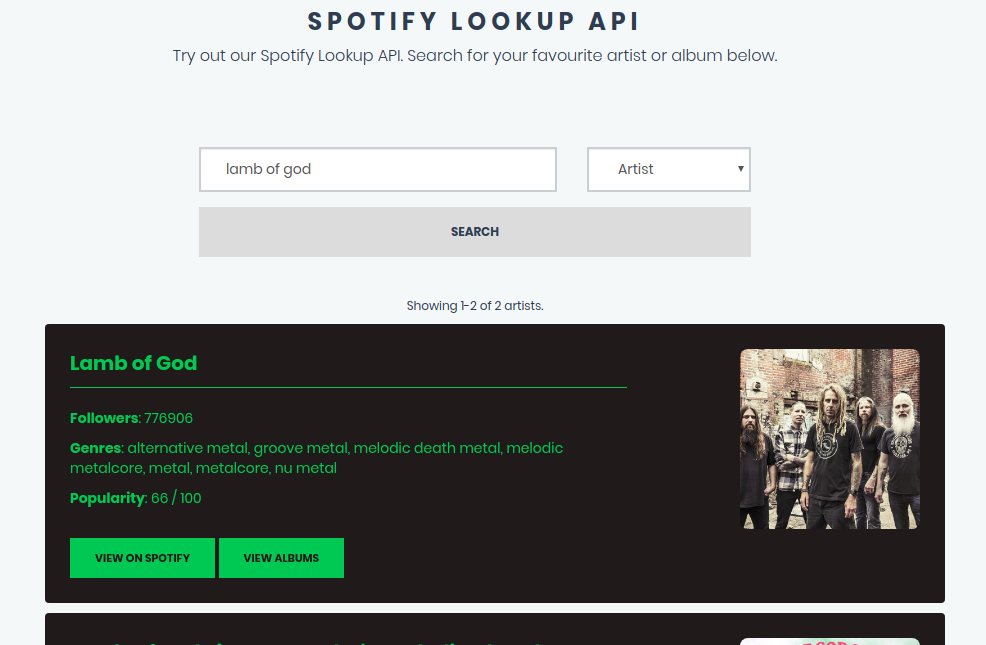 SPOTIFY LOOKUP API
Try out our Spotify Lookup API. Search for your favourite artist or album below.
lamb of god
Artist
SEARCH
Showing 1-2 of 2 artists.
Lamb of God
Followers: 776906
Genres: alternative metal, groove metal, melodic death metal, melodic
metalcore, metal, metalcore, nu metal
Popularity: 66 / 100
VIEW ON SPOTIFY VIEW ALBUMS